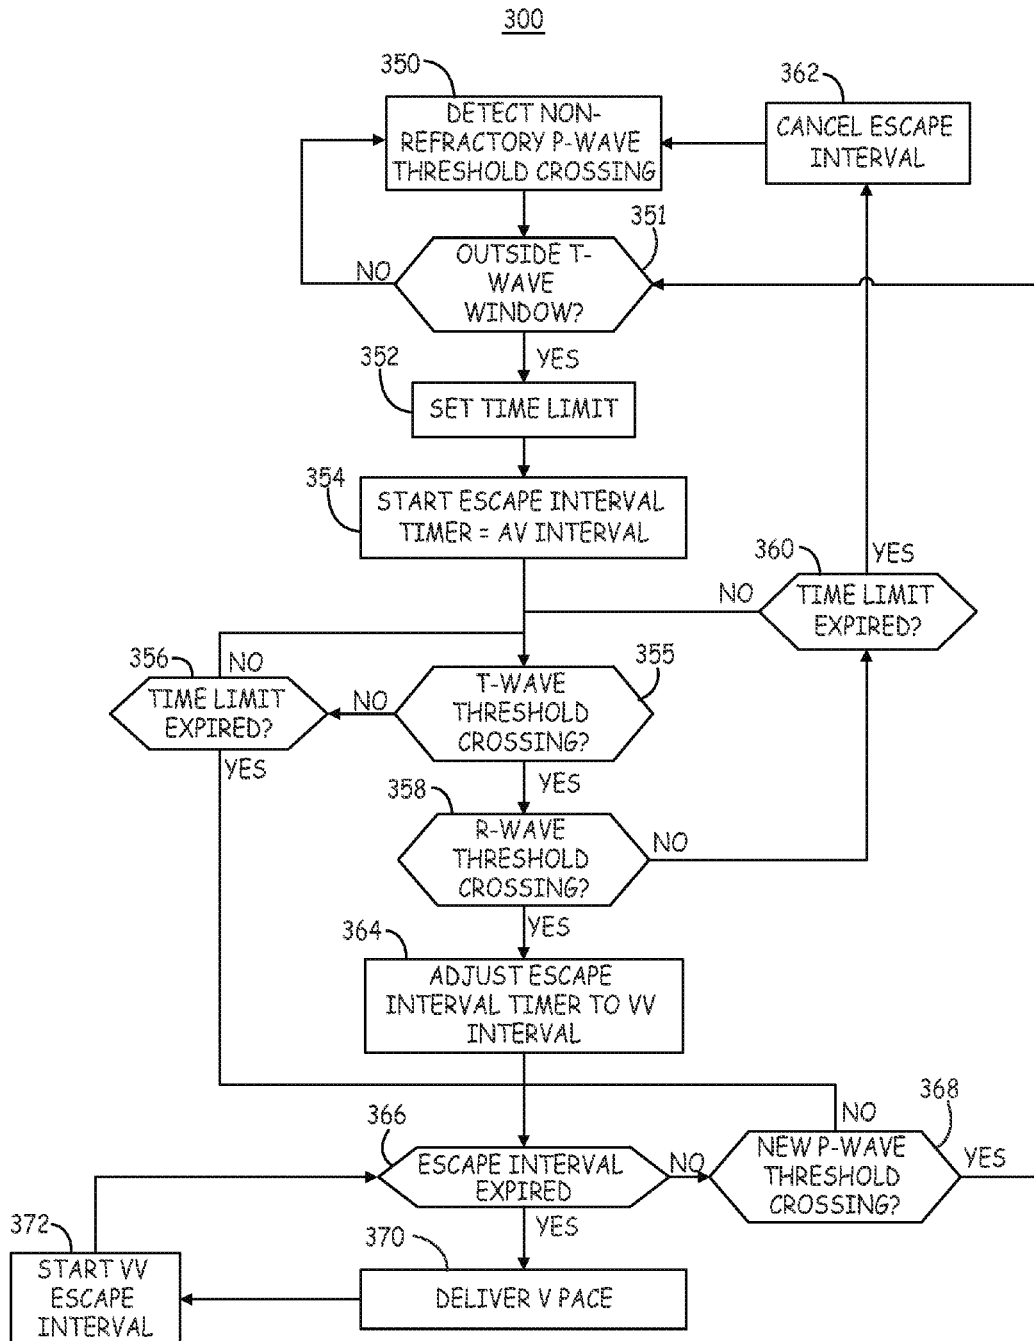 300
350
DETECT NON-
REFRACTORY P-WAVE
THRESHOLD CROSSING
362
CANCEL ESCAPE
INTERVAL
351
OUTSIDE T-
WAVE
WINDOW?
NO
YES
352
SET TIME LIMIT
354
START ESCAPE INTERVAL
TIMER = AV INTERVAL
360
YES
NO
TIME LIMIT
EXPIRED?
356
NO
TIME LIMIT
EXPIRED?
NO
YES
355
T-WAVE
THRESHOLD
CROSSING?
YES
358
R-WAVE
THRESHOLD
CROSSING?
NO
YES
364
ADJUST ESCAPE
INTERVAL TIMER TO VV
INTERVAL
366
ESCAPE INTERVAL
EXPIRED
NO
YES
368
NO
NEW P-WAVE
THRESHOLD
CROSSING?
YES
372
START VV
ESCAPE
INTERVAL
370
DELIVER V PACE